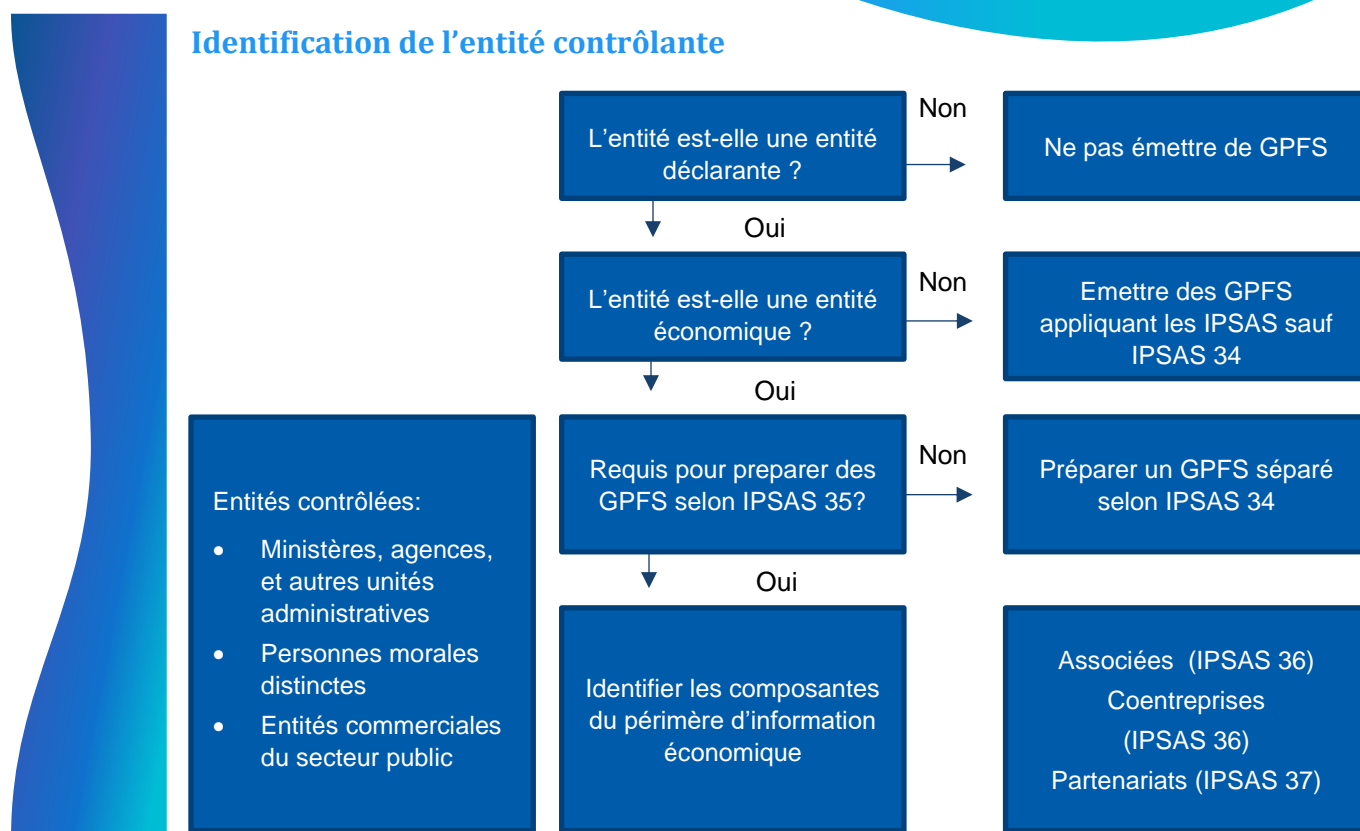 Identification de l’entité contrôlante
Non
L’entité est-elle une entité
déclarante ?
Ne pas émettre de GPFS
Oui
Non
L’entité est-elle une entité
économique ?
Emettre des GPFS
appliquant les IPSAS sauf
IPSAS 34
Oui
Non
Requis pour preparer des
GPFS selon IPSAS 35?
Préparer un GPFS séparé
selon IPSAS 34
Oui
Entités contrôlées:
• Ministères, agences,
et autres unités
administratives
• Personnes morales
distinctes
• Entités commerciales
du secteur public
Identifier les composantes
du périmère d’information
économique
Associées (IPSAS 36)
Coentreprises
(IPSAS 36)
Partenariats (IPSAS 37)